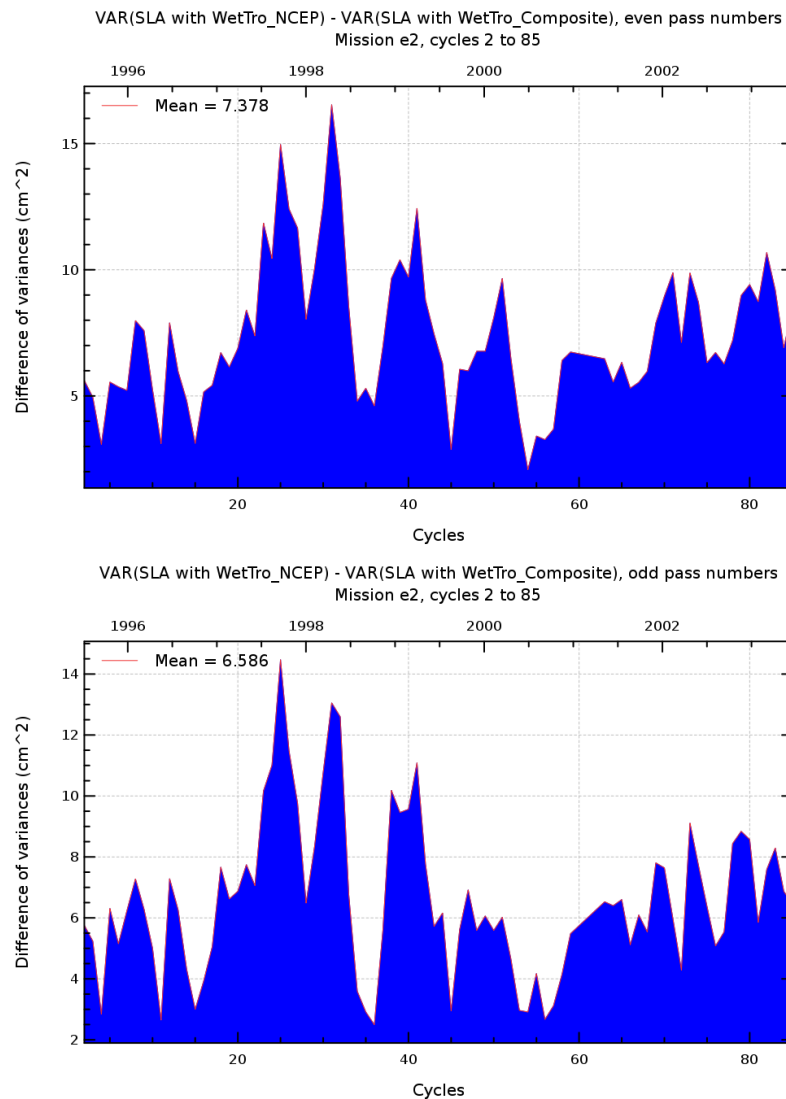 VAR(SLA with WetTro_NCEP) - VAR(SLA with WetTro_Composite), even pass numbers
Mission e2, cycles 2 to 85
1996 1998 2000 2002
Mean = 7.378
15
10
5
Difference of variances (cm^2)
20 40 60 80
Cycles
VAR(SLA with WetTro_NCEP) - VAR(SLA with WetTro_Composite), odd pass numbers
Mission e2, cycles 2 to 85
1996 1998 2000 2002
Mean = 6.586
14
12
10
8
6
4
2
Difference of variances (cm^2)
20 40 60 80
Cycles